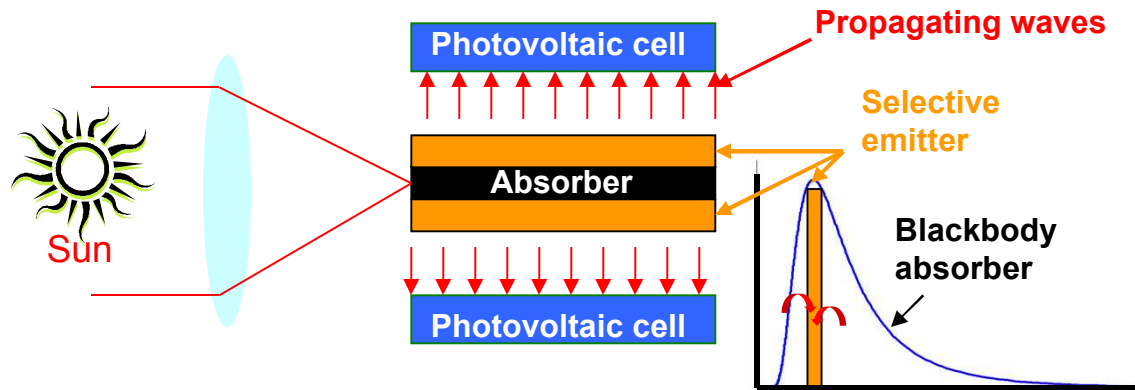 Photovoltaic cell
Propagating waves
Selective
emitter
Absorber
Sun
Blackbody
absorber
Photovoltaic cell